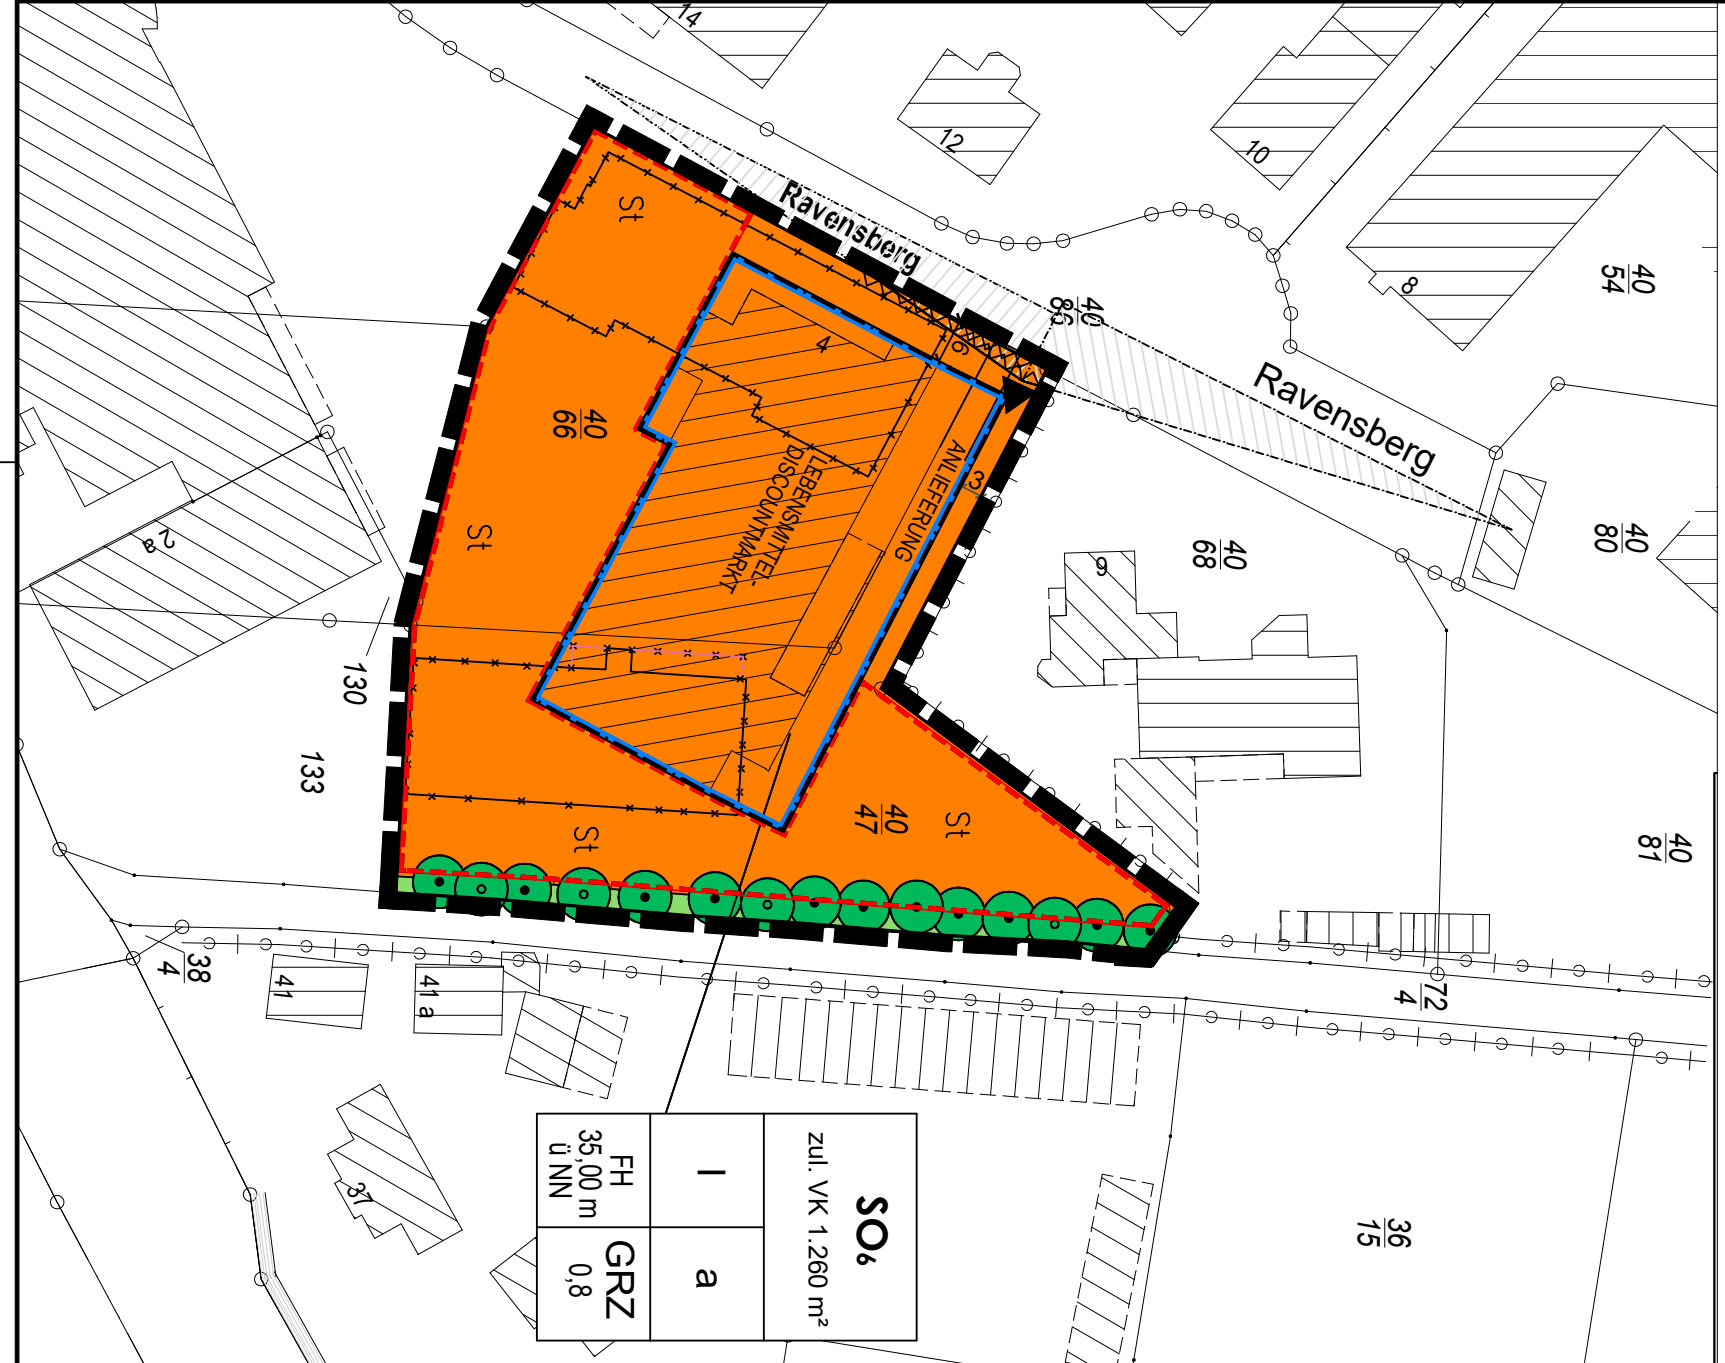 14
12
10
8
Ravensberg
40
86
40
54
Ravensberg
St
4
6
3
ANLIEFERUNG
LEBENSMITTEL-
DISCOUNTMARKT
40
66
St
40
80
40
68
9
2a
130
133
St
40
47
St
40
81
38
4
41
41 a
72
4
37
36
15
SO₆
zul. VK 1.260 m²
I
a
FH
35,00 m
ü NN
GRZ
0,8